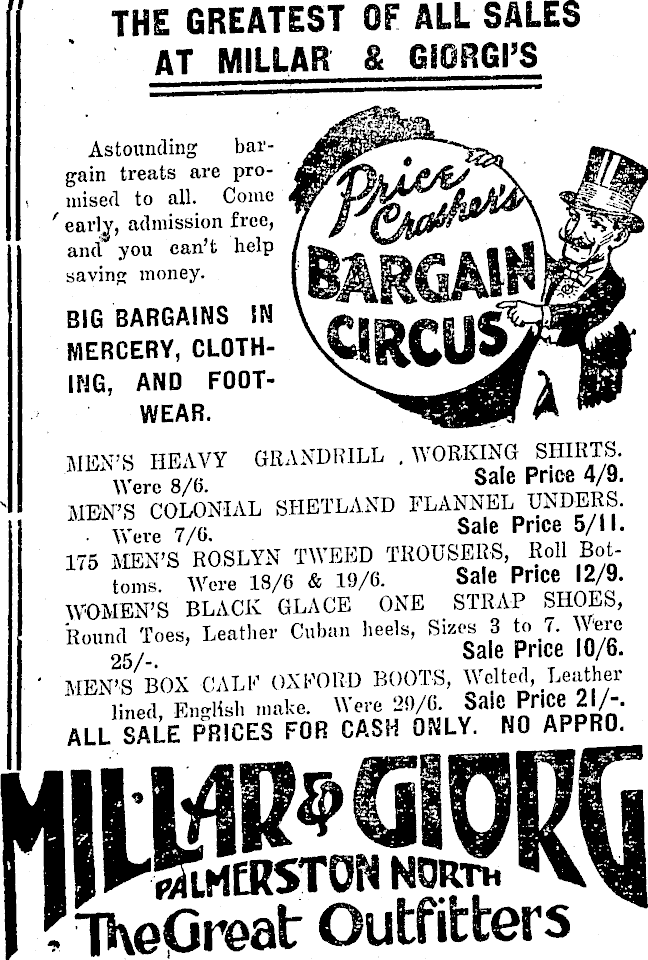 THE GREATEST OF ALL SALES
AT MILLAR & GIORGI'S
Astounding bar-
gain treats are pro-
mised to all. Come
early, admission free,
and you can't help
saving money.
BIG BARGAINS IN
MERCERY, CLOTH-
ING, AND FOOT-
WEAR.
Price
Crasher's
BARGAIN
CIRCUS
MEN'S HEAVY GRANDRILL WORKING SHIRTS.
Were 8/6. Sale Price 4/9.
MEN'S COLONIAL SHETLAND FLANNEL UNDERS.
Were 7/6. Sale Price 5/11.
175 MEN'S ROSLYN TWEED TROUSERS, Roll Bot-
toms. Were 18/6 & 19/6. Sale Price 12/9.
WOMEN'S BLACK GLACE ONE STRAP SHOES,
Round Toes, Leather Cuban heels, Sizes 3 to 7. Were
25/-. Sale Price 10/6.
MEN'S BOX CALF OXFORD BOOTS, Welted, Leather
lined, English make. Were 29/6. Sale Price 21/-.
ALL SALE PRICES FOR CASH ONLY. NO APPRO.
MILLAR & GIORG
PALMERSTON NORTH
The Great Outfitters